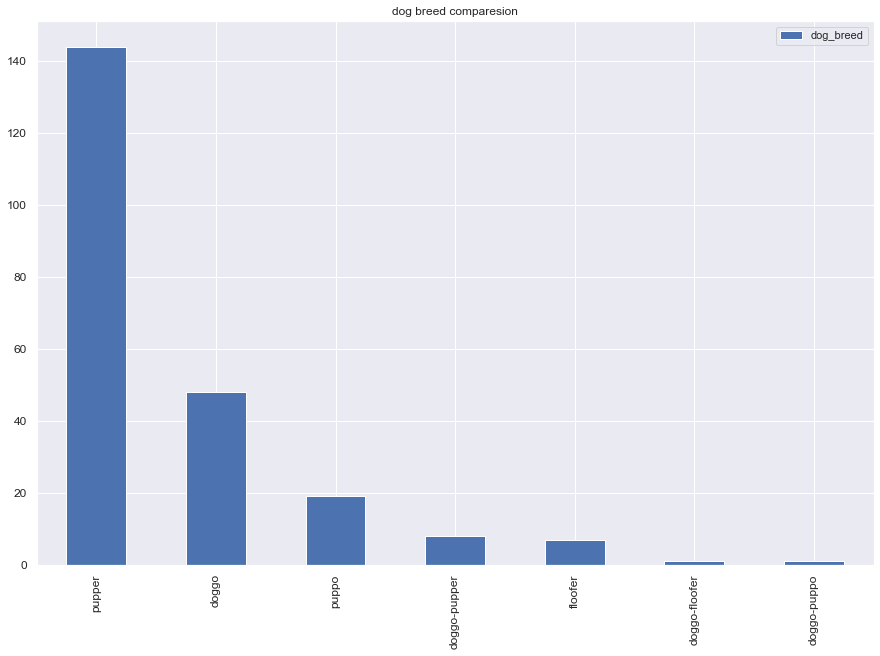 dog breed comparesion
dog_breed
140
120
100
80
60
40
20
0
pupper
doggo
puppo
doggo-pupper
floofer
doggo-floofer
doggo-puppo